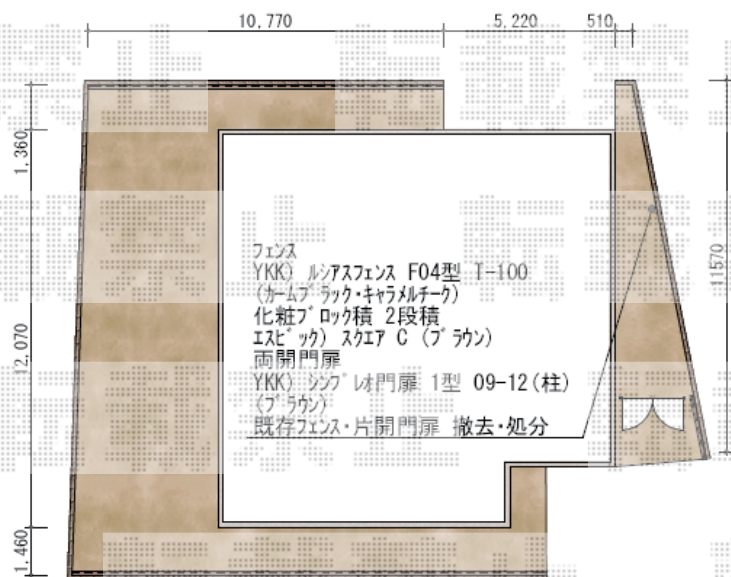 10,770
5,220
510
1,360
12,070
1,460
11570
フェンス
YKK) ルシアスフェンス F04型 T-100
(カームブラック・キャラメルチーク)
化粧ブロック積 2段積
エスビック) スクエア C (ブラウン)
両開門扉
YKK) シンプレオ門扉 1型 09-12(柱)
(ブラウン)
既存フェンス・片開門扉 撤去・処分